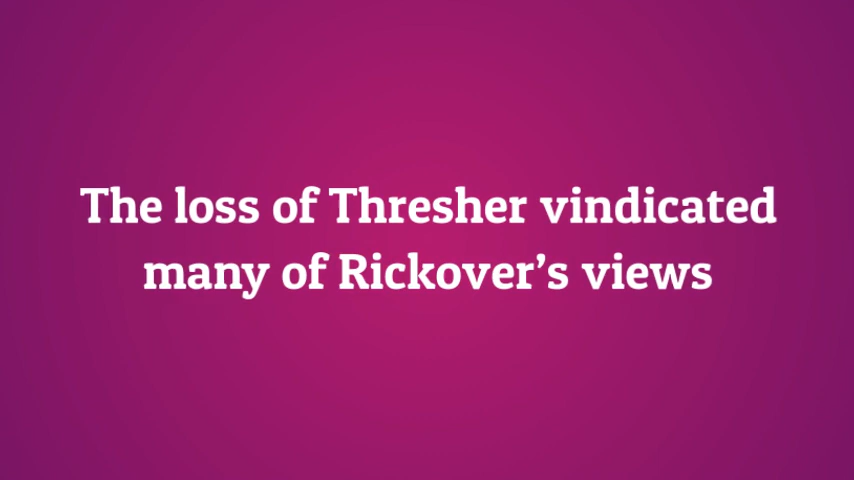 The loss of Thresher vindicated
many of Rickover’s views